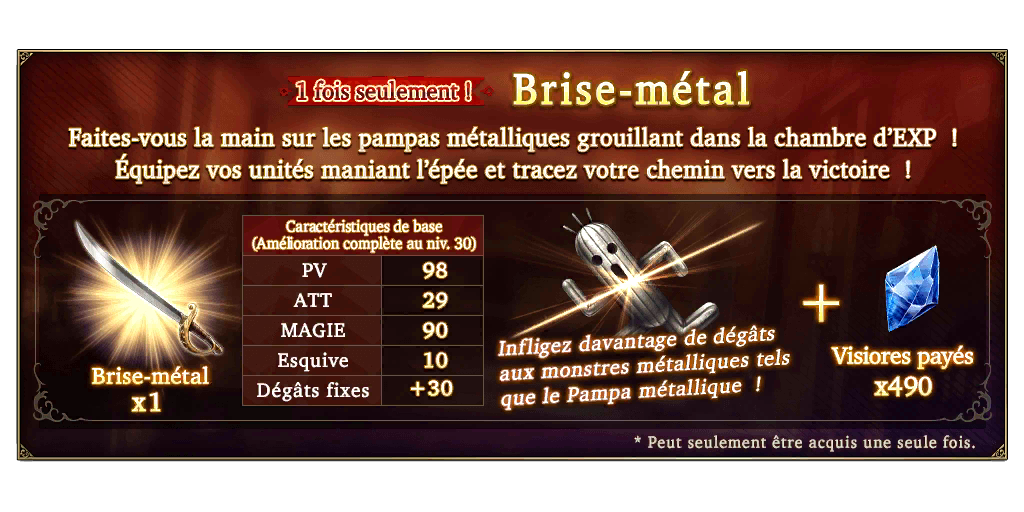 1 fois seulement !
Brise-métal
Faites-vous la main sur les pampas métalliques grouillant dans la chambre d'EXP !
Équipez vos unités maniant l'épée et tracez votre chemin vers la victoire !
Brise-métal
x1
Caractéristiques de base
(Amélioration complète au niv. 30)
PV 98
ATT 29
MAGIE 90
Esquive 10
Dégâts fixes +30
Infligez davantage de dégâts
aux monstres métalliques tels
que le Pampa métallique !
+
Visiores payés
x490
* Peut seulement être acquis une seule fois.